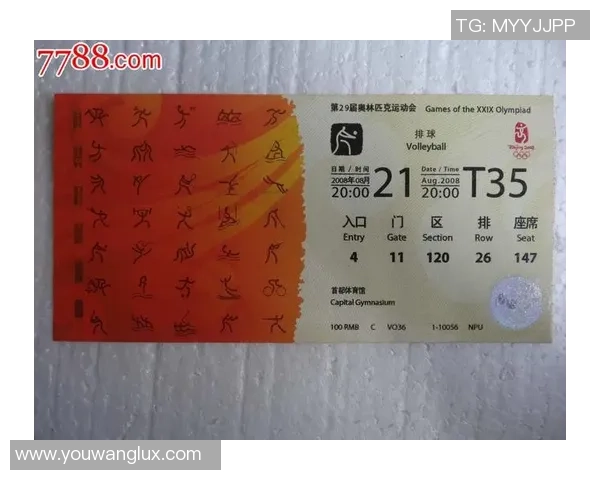 TG: MYYJJPP
7788.com
第29届奥林匹克运动会 Games of the XXIX Olympiad
排球
Volleyball
Beijing 2008
日期 / 时间 Date / Time
2008年08月 21 Aug.2008 T35
20:00 20:00
入口 门 区 排 座席
Entry Gate Section Row Seat
4 11 120 26 147
首都体育馆
Capital Gymnasium
100 RMB C VO36 1-10056 NPU
www.youwanglux.com